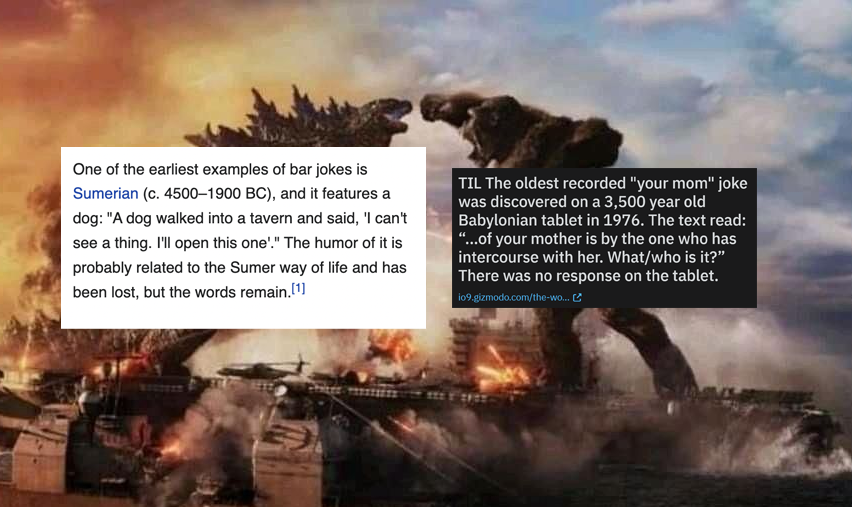 One of the earliest examples of bar jokes is
Sumerian (c. 4500–1900 BC), and it features a
dog: "A dog walked into a tavern and said, 'I can't
see a thing. I'll open this one'." The humor of it is
probably related to the Sumer way of life and has
been lost, but the words remain.[1]
TIL The oldest recorded "your mom" joke
was discovered on a 3,500 year old
Babylonian tablet in 1976. The text read:
“...of your mother is by the one who has
intercourse with her. What/who is it?”
There was no response on the tablet.
io9.gizmodo.com/the-wo...